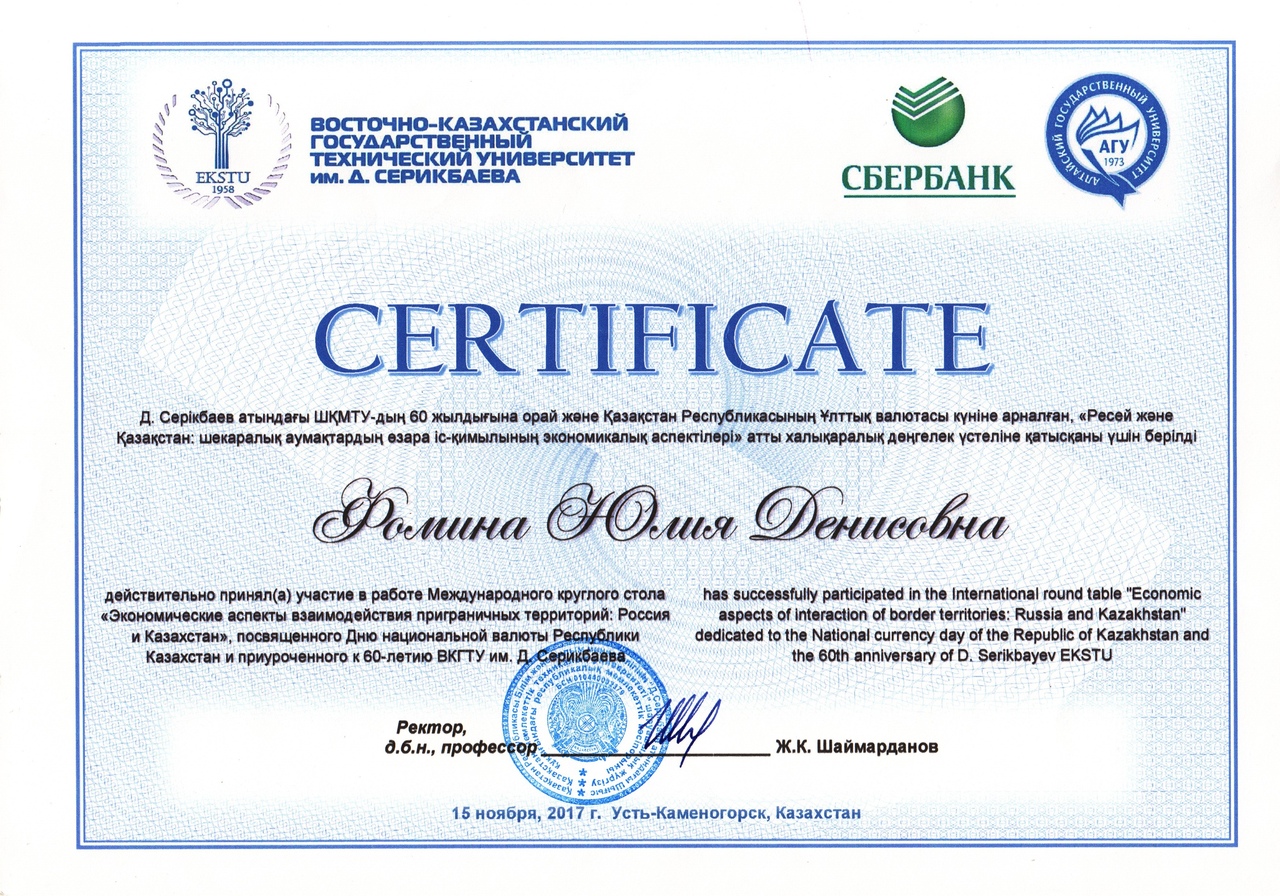 EKSTU
1958
ВОСТОЧНО-КАЗАХСТАНСКИЙ
ГОСУДАРСТВЕННЫЙ
ТЕХНИЧЕСКИЙ УНИВЕРСИТЕТ
им. Д. СЕРИКБАЕВА
СБЕРБАНК
АЛТАЙСКИЙ ГОСУДАРСТВЕННЫЙ УНИВЕРСИТЕТ
АГУ
1973
CERTIFICATE
Д. Серікбаев атындағы ШҚМТУ-дың 60 жылдығына орай және Қазақстан Республикасының Ұлттық валютасы күніне арналған, «Ресей және
Қазақстан: шекаралық аумақтардың өзара іс-қимылының экономикалық аспектілері» атты халықаралық дөңгелек үстеліне қатысқаны үшін берілді
Фомина Юлия Денисовна
действительно принял(а) участие в работе Международного круглого стола
«Экономические аспекты взаимодействия приграничных территорий: Россия
и Казахстан», посвященного Дню национальной валюты Республики
Казахстан и приуроченного к 60-летию ВКГТУ им. Д. Серикбаева
has successfully participated in the International round table "Economic
aspects of interaction of border territories: Russia and Kazakhstan"
dedicated to the National currency day of the Republic of Kazakhstan and
the 60th anniversary of D. Serikbayev EKSTU
Ректор,
д.б.н., профессор Ж.К. Шаймарданов
15 ноября, 2017 г. Усть-Каменогорск, Казахстан